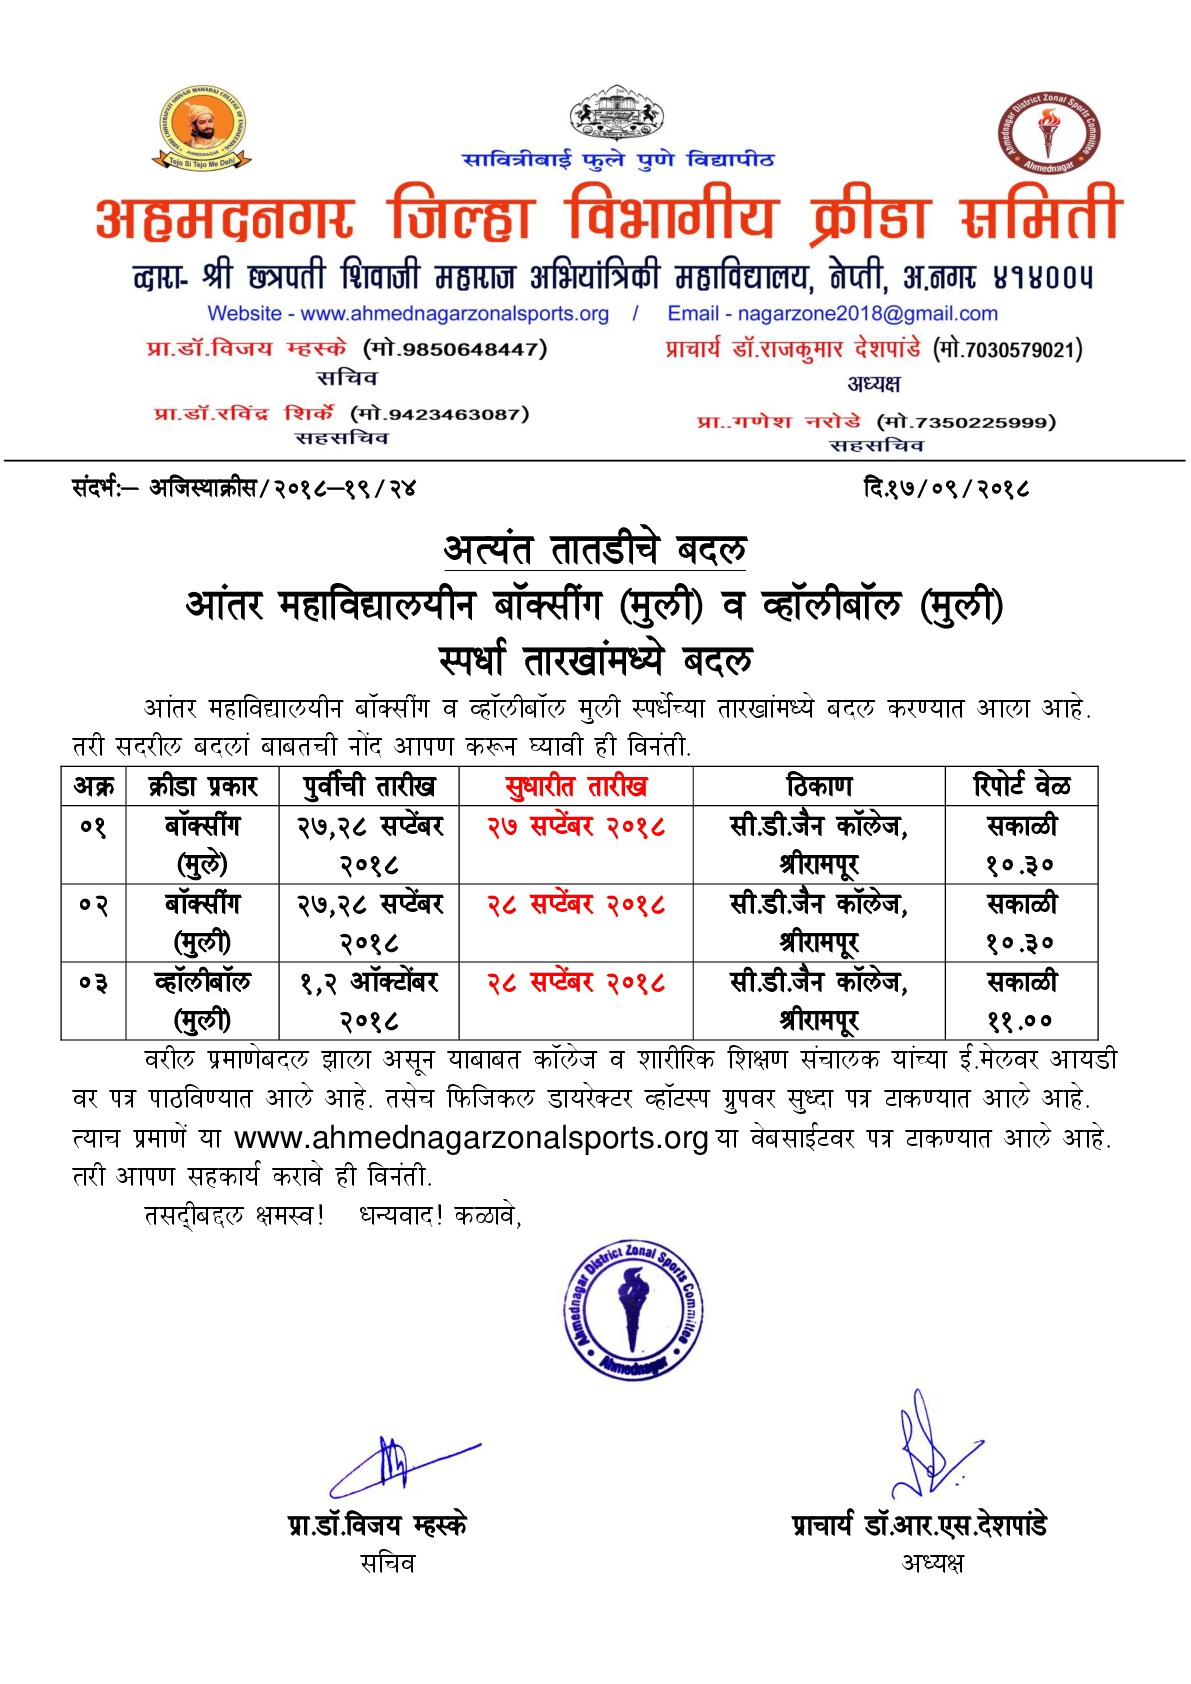 SHRI CHHATRAPATI SHIVAJI MAHARAJ COLLEGE OF ENGINEERING
AHMEDNAGAR
Tejo Si Tejo Me Dehi
Ahmednagar District Zonal Sports Committee
Ahmednagar
सावित्रीबाई फुले पुणे विद्यापीठ
अहमदनगर जिल्हा विभागीय क्रीडा समिती
द्वारा- श्री छत्रपती शिवाजी महाराज अभियांत्रिकी महाविद्यालय, नेप्ती, अ.नगर ४१४००५
Website - www.ahmednagarzonalsports.org / Email - nagarzone2018@gmail.com
प्रा.डॉ.विजय म्हस्के (मो.9850648447) प्राचार्य डॉ.राजकुमार देशपांडे (मो.7030579021)
सचिव अध्यक्ष
प्रा.डॉ.रविंद्र शिर्के (मो.9423463087) प्रा..गणेश नरोडे (मो.7350225999)
सहसचिव सहसचिव
संदर्भ:– अजिस्थाक्रीस/२०१८–१९/२४ दि.१७/०९/२०१८
अत्यंत तातडीचे बदल
आंतर महाविद्यालयीन बॉक्सींग (मुली) व व्हॉलीबॉल (मुली)
स्पर्धा तारखांमध्ये बदल
आंतर महाविद्यालयीन बॉक्सींग व व्हॉलीबॉल मुली स्पर्धेच्या तारखांमध्ये बदल करण्यात आला आहे.
तरी सदरील बदलां बाबतची नोंद आपण करून घ्यावी ही विनंती.
अक्र क्रीडा प्रकार पुर्वीची तारीख सुधारीत तारीख ठिकाण रिपोर्ट वेळ
०१ बॉक्सींग २७,२८ सप्टेंबर २७ सप्टेंबर २०१८ सी.डी.जैन कॉलेज, सकाळी
(मुले) २०१८ श्रीरामपूर १०.३०
०२ बॉक्सींग २७,२८ सप्टेंबर २८ सप्टेंबर २०१८ सी.डी.जैन कॉलेज, सकाळी
(मुली) २०१८ श्रीरामपूर १०.३०
०३ व्हॉलीबॉल १,२ ऑक्टोंबर २८ सप्टेंबर २०१८ सी.डी.जैन कॉलेज, सकाळी
(मुली) २०१८ श्रीरामपूर ११.००
वरील प्रमाणेबदल झाला असून याबाबत कॉलेज व शारीरिक शिक्षण संचालक यांच्या ई.मेलवर आयडी
वर पत्र पाठविण्यात आले आहे. तसेच फिजिकल डायरेक्टर व्हॉटस्प ग्रुपवर सुध्दा पत्र टाकण्यात आले आहे.
त्याच प्रमाणें या www.ahmednagarzonalsports.org या वेबसाईटवर पत्र टाकण्यात आले आहे.
तरी आपण सहकार्य करावे ही विनंती.
तसदीबद्दल क्षमस्व! धन्यवाद! कळावे,
Ahmednagar District Zonal Sports Committee
Ahmednagar
प्रा.डॉ.विजय म्हस्के प्राचार्य डॉ.आर.एस.देशपांडे
सचिव अध्यक्ष